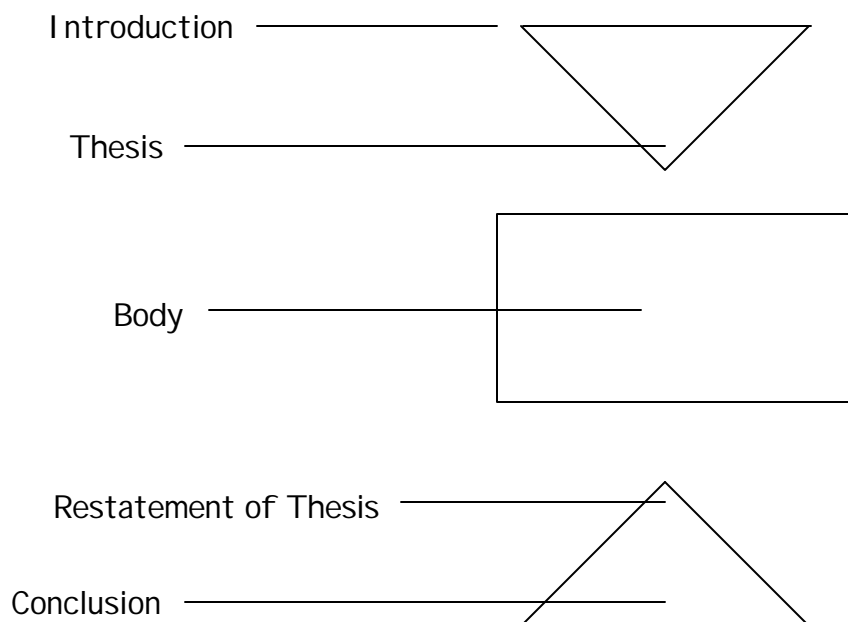 Introduction
Thesis
Body
Restatement of Thesis
Conclusion